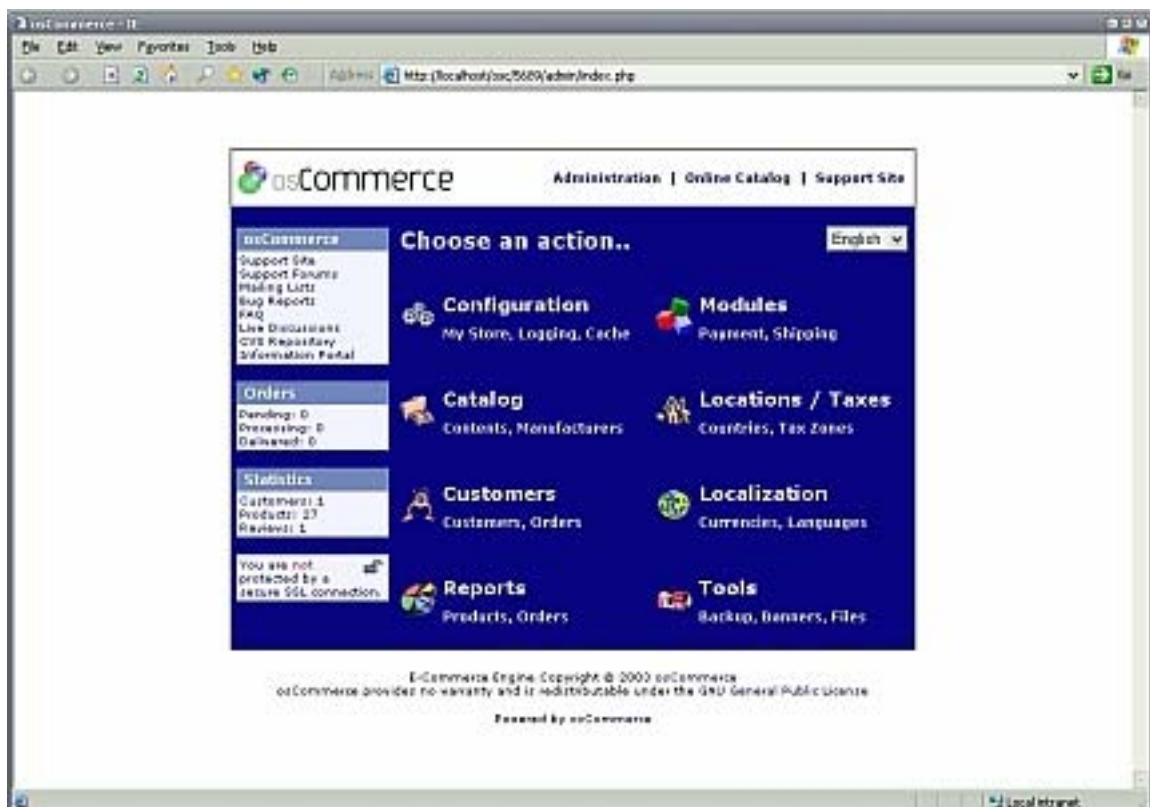 osCommerce - IE
File Edit View Favorites Tools Help
Address http://localhost/osc/5689/admin/index.php Go
osCommerce
Administration | Online Catalog | Support Site
osCommerce
Support Site
Support Forums
Mailing Lists
Bug Reports
FAQ
Live Discussions
CVS Repository
Information Portal
Orders
Pending: 0
Processing: 0
Delivered: 0
Statistics
Customers: 1
Products: 27
Reviews: 1
You are not
protected by a
secure SSL connection.
Choose an action..
English
Configuration
My Store, Logging, Cache
Modules
Payment, Shipping
Catalog
Contents, Manufacturers
Locations / Taxes
Countries, Tax Zones
Customers
Customers, Orders
Localization
Currencies, Languages
Reports
Products, Orders
Tools
Backup, Banners, Files
E-Commerce Engine Copyright © 2003 osCommerce
osCommerce provides no warranty and is redistributable under the GNU General Public License
Powered by osCommerce
Local intranet